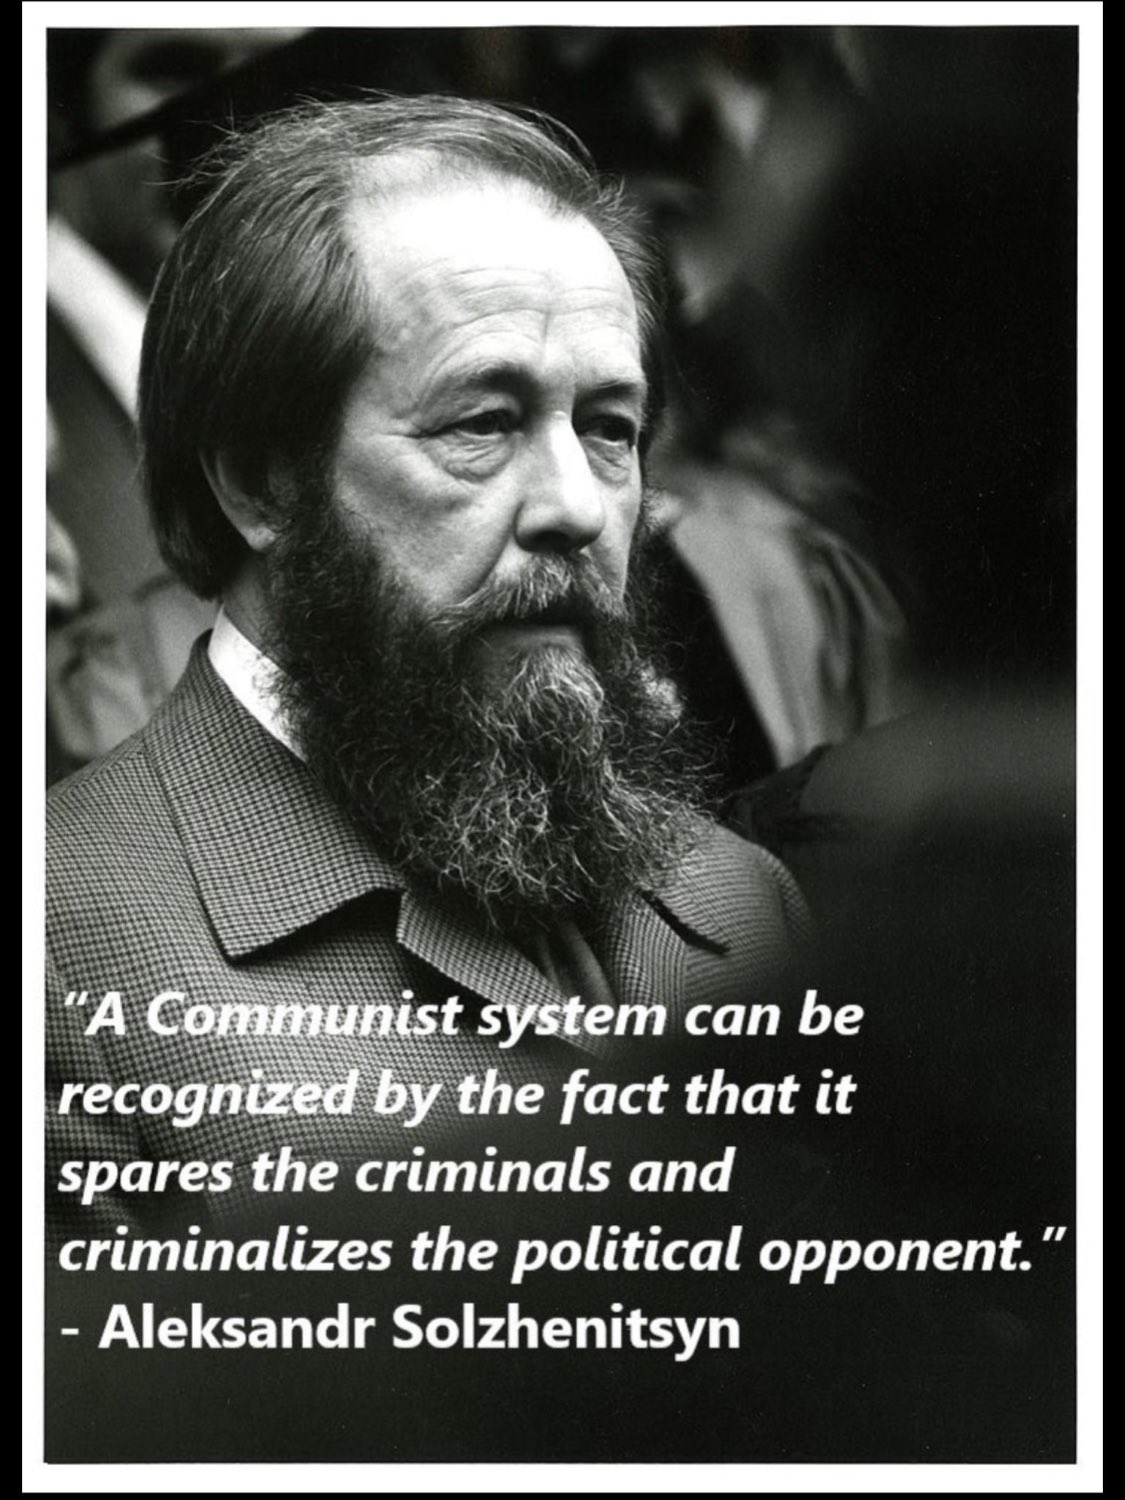 “A Communist system can be
recognized by the fact that it
spares the criminals and
criminalizes the political opponent.”
- Aleksandr Solzhenitsyn